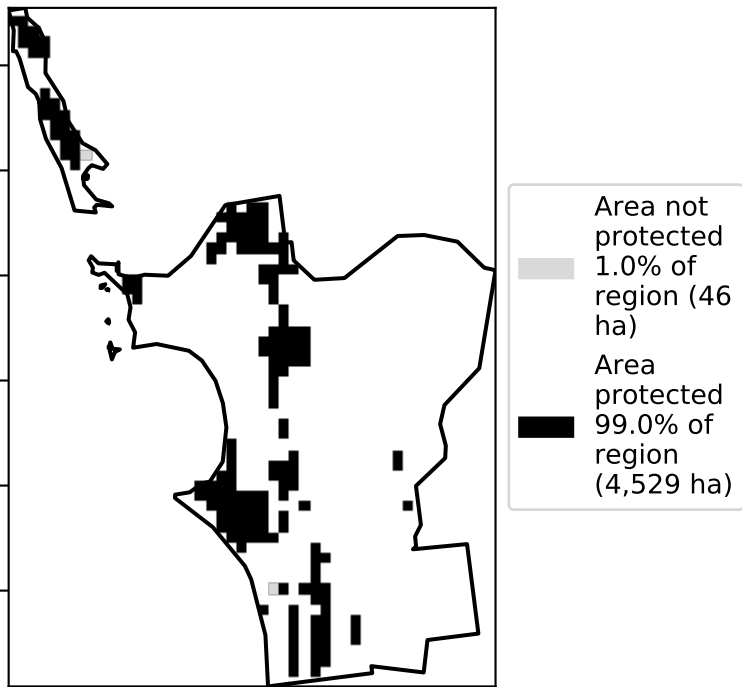 Area not
protected
1.0% of
region (46
ha)
Area
protected
99.0% of
region
(4,529 ha)